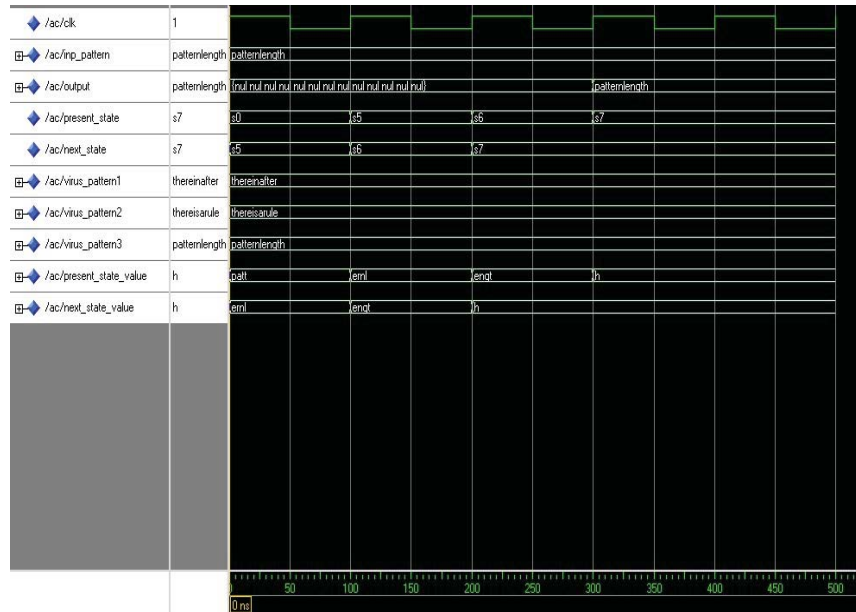 /ac/clk 1
/ac/inp_pattern patternlength patternlength
/ac/output patternlength {nul nul nul nul nul nul nul nul nul nul nul nul nul} patternlength
/ac/present_state s7 s0 s5 s6 s7
/ac/next_state s7 s5 s6 s7
/ac/virus_pattern1 thereinafter thereinafter
/ac/virus_pattern2 thereisarule thereisarule
/ac/virus_pattern3 patternlength patternlength
/ac/present_state_value h patt ernl engt h
/ac/next_state_value h ernl engt h
50 100 150 200 250 300 350 400 450 500
0 ns